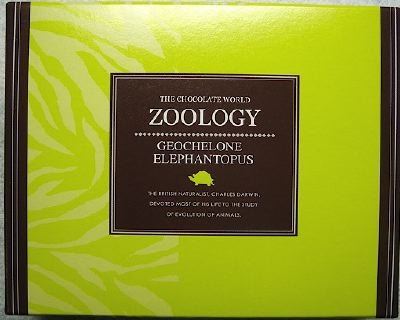 THE CHOCOLATE WORLD
ZOOLOGY
GEOCHELONE
ELEPHANTOPUS
THE BRITISH NATURALIST, CHARLES DARWIN,
DEVOTED MOST OF HIS LIFE TO THE STUDY
OF EVOLUTION OF ANIMALS.